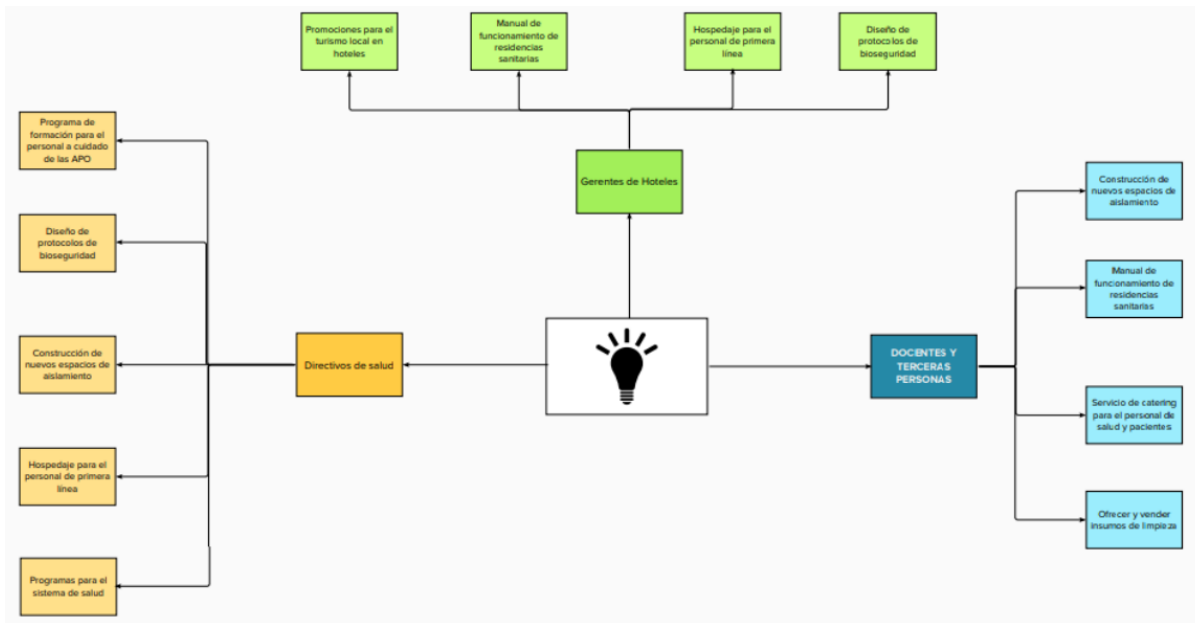 Promociones para el
turismo local en
hoteles
Manual de
funcionamiento de
residencias
sanitarias
Hospedaje para el
personal de primera
línea
Diseño de
protocolos de
bioseguridad
Gerentes de Hoteles
Programa de
formación para el
personal a cuidado
de las APO
Diseño de
protocolos de
bioseguridad
Construcción de
nuevos espacios de
aislamiento
Hospedaje para el
personal de primera
línea
Programas para el
sistema de salud
Directivos de salud
DOCENTES Y
TERCERAS
PERSONAS
Construcción de
nuevos espacios de
aislamiento
Manual de
funcionamiento de
residencias
sanitarias
Servicio de catering
para el personal de
salud y pacientes
Ofrecer y vender
insumos de limpieza